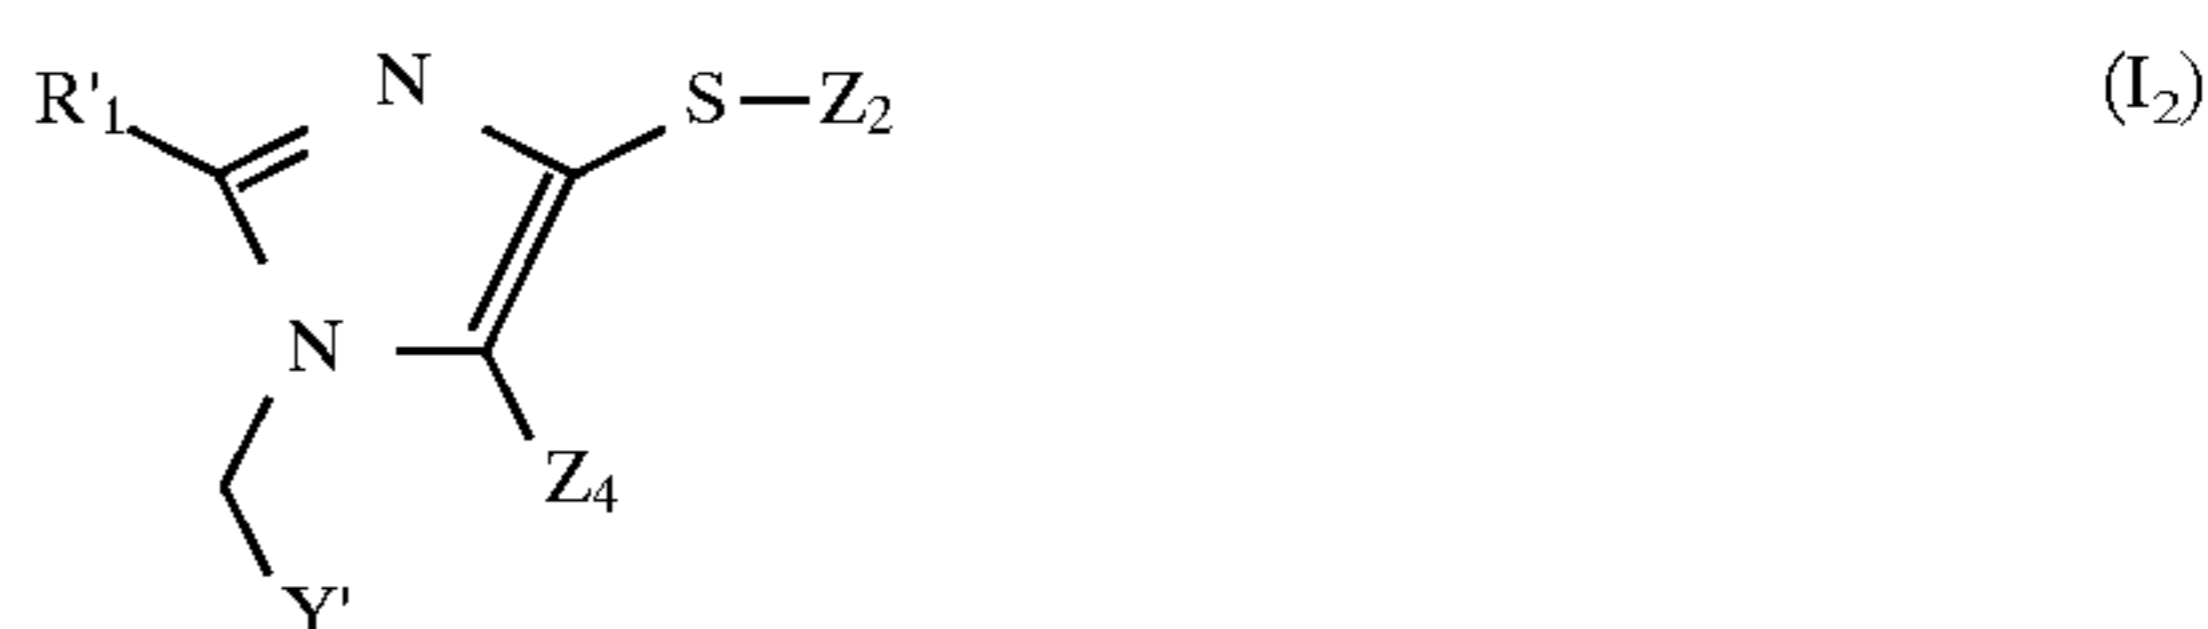 R'₁ N S—Z₂ (I₂)
N
Z₄
Y'